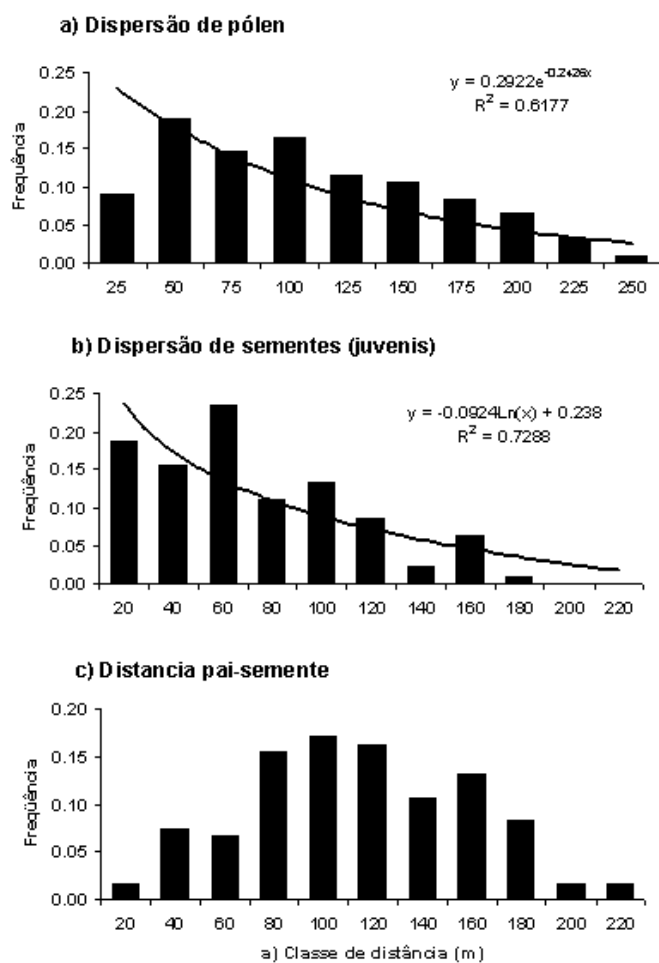 a) Dispersão de pólen
y = 0.2922e^-0.2426x
R² = 0.6177
Frequência
0.25
0.20
0.15
0.10
0.05
0.00
25 50 75 100 125 150 175 200 225 250
b) Dispersão de sementes (juvenis)
y = -0.0924Ln(x) + 0.238
R² = 0.7288
Freqüência
0.25
0.20
0.15
0.10
0.05
0.00
20 40 60 80 100 120 140 160 180 200 220
c) Distancia pai-semente
Freqüência
0.20
0.15
0.10
0.05
0.00
20 40 60 80 100 120 140 160 180 200 220
a) Classe de distância (m)